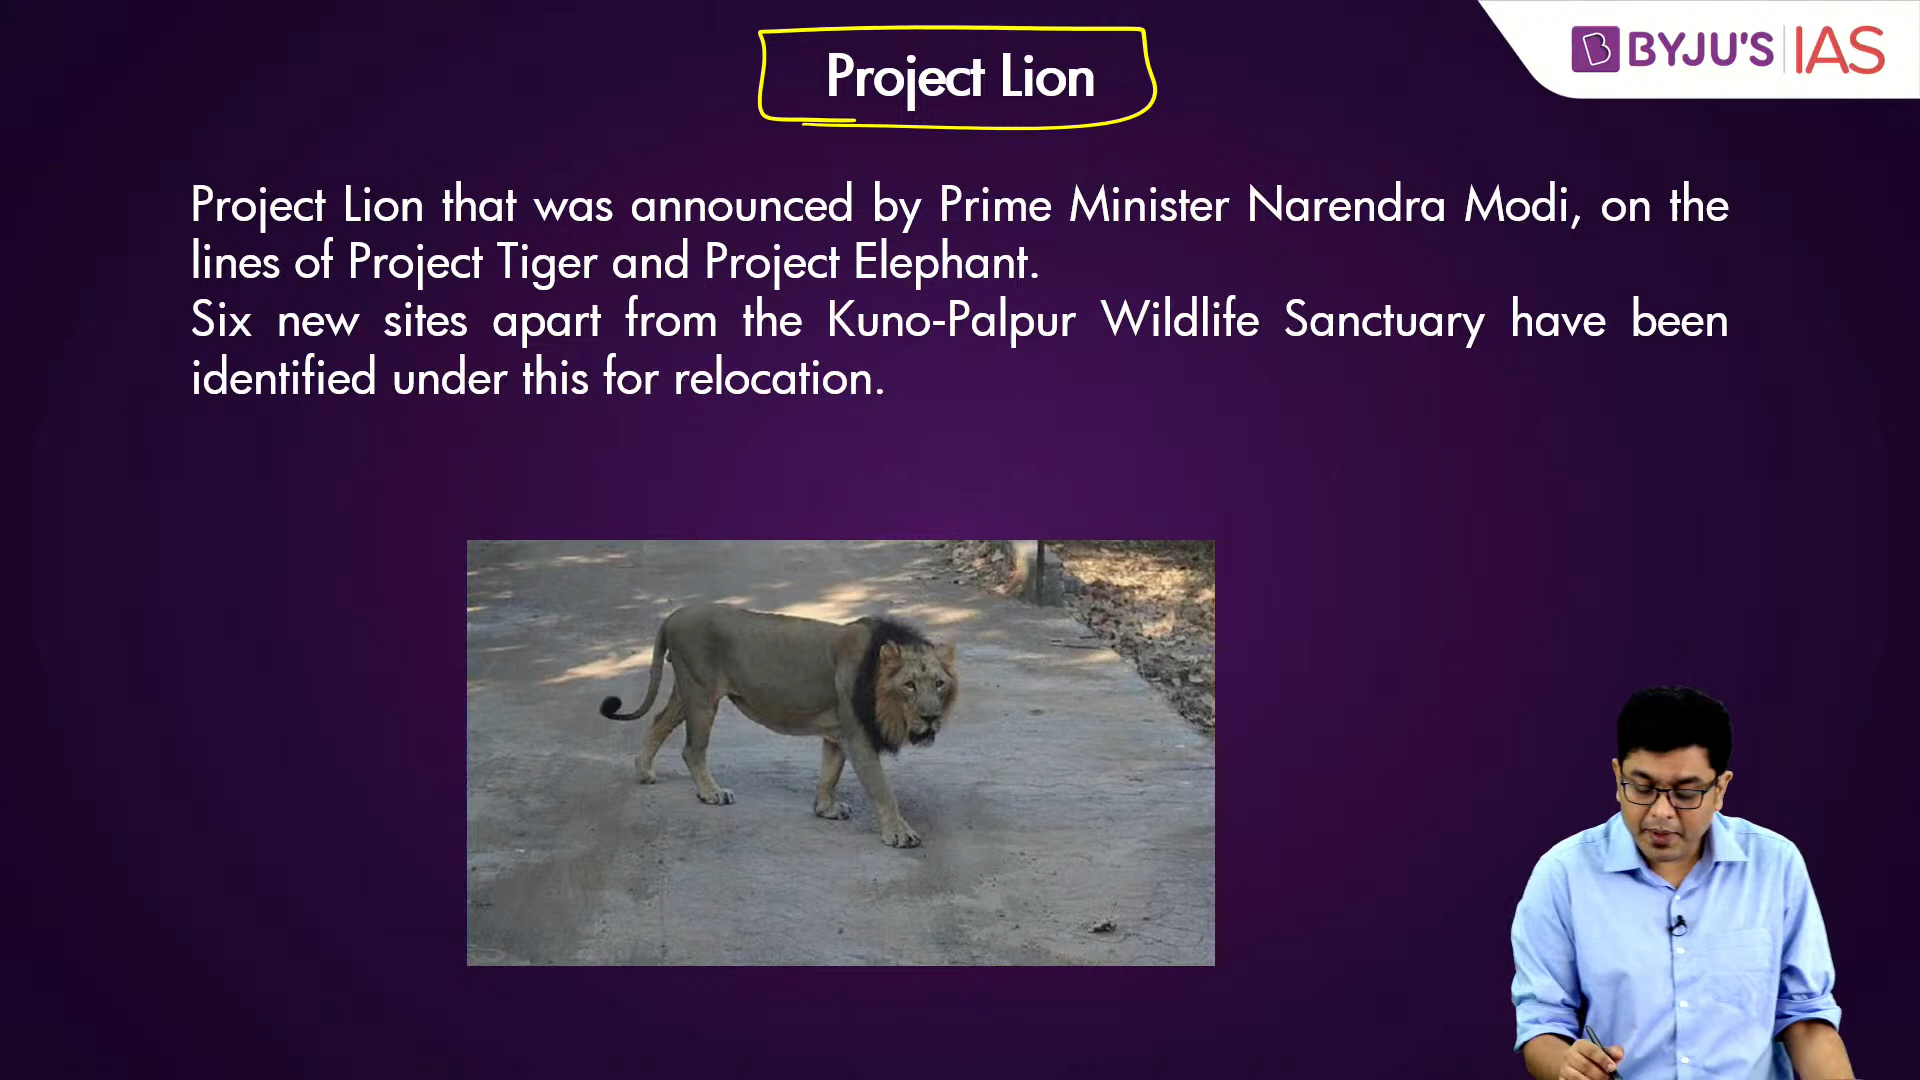 Project Lion
BYJU'S IAS
Project Lion that was announced by Prime Minister Narendra Modi, on the
lines of Project Tiger and Project Elephant.
Six new sites apart from the Kuno-Palpur Wildlife Sanctuary have been
identified under this for relocation.